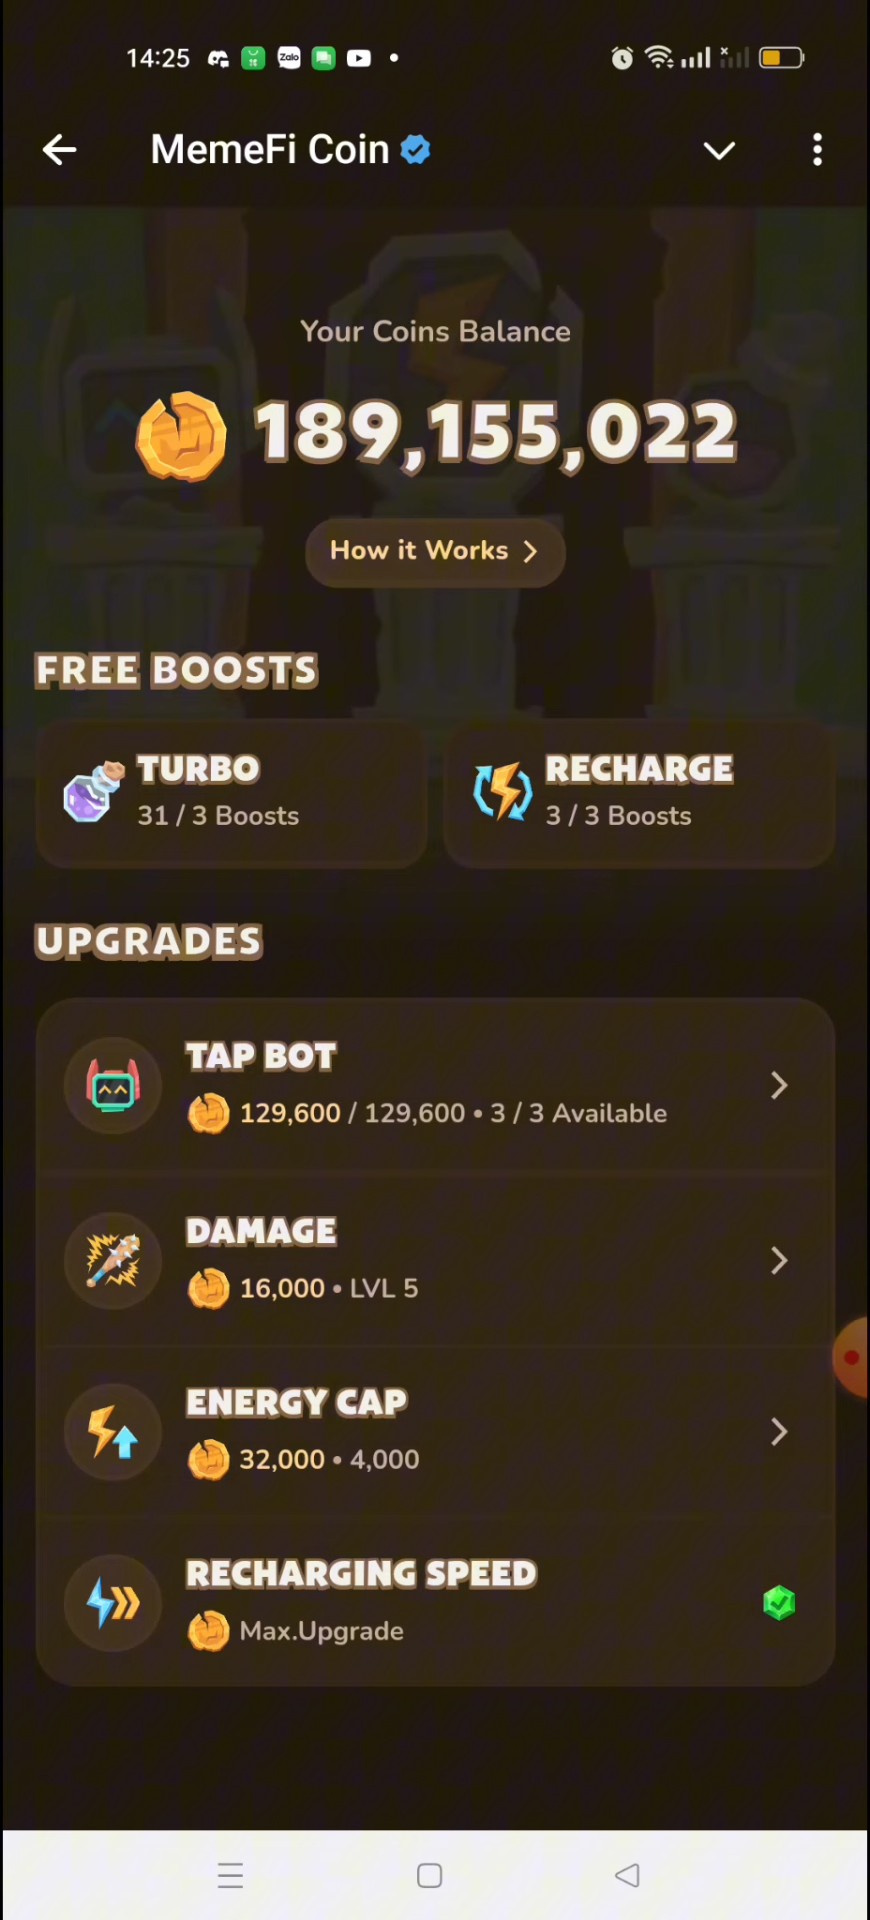 14:25 Zalo
MemeFi Coin
Your Coins Balance
189,155,022
How it Works
FREE BOOSTS
TURBO
31 / 3 Boosts
RECHARGE
3 / 3 Boosts
UPGRADES
TAP BOT
129,600 / 129,600 • 3 / 3 Available
DAMAGE
16,000 • LVL 5
ENERGY CAP
32,000 • 4,000
RECHARGING SPEED
Max.Upgrade